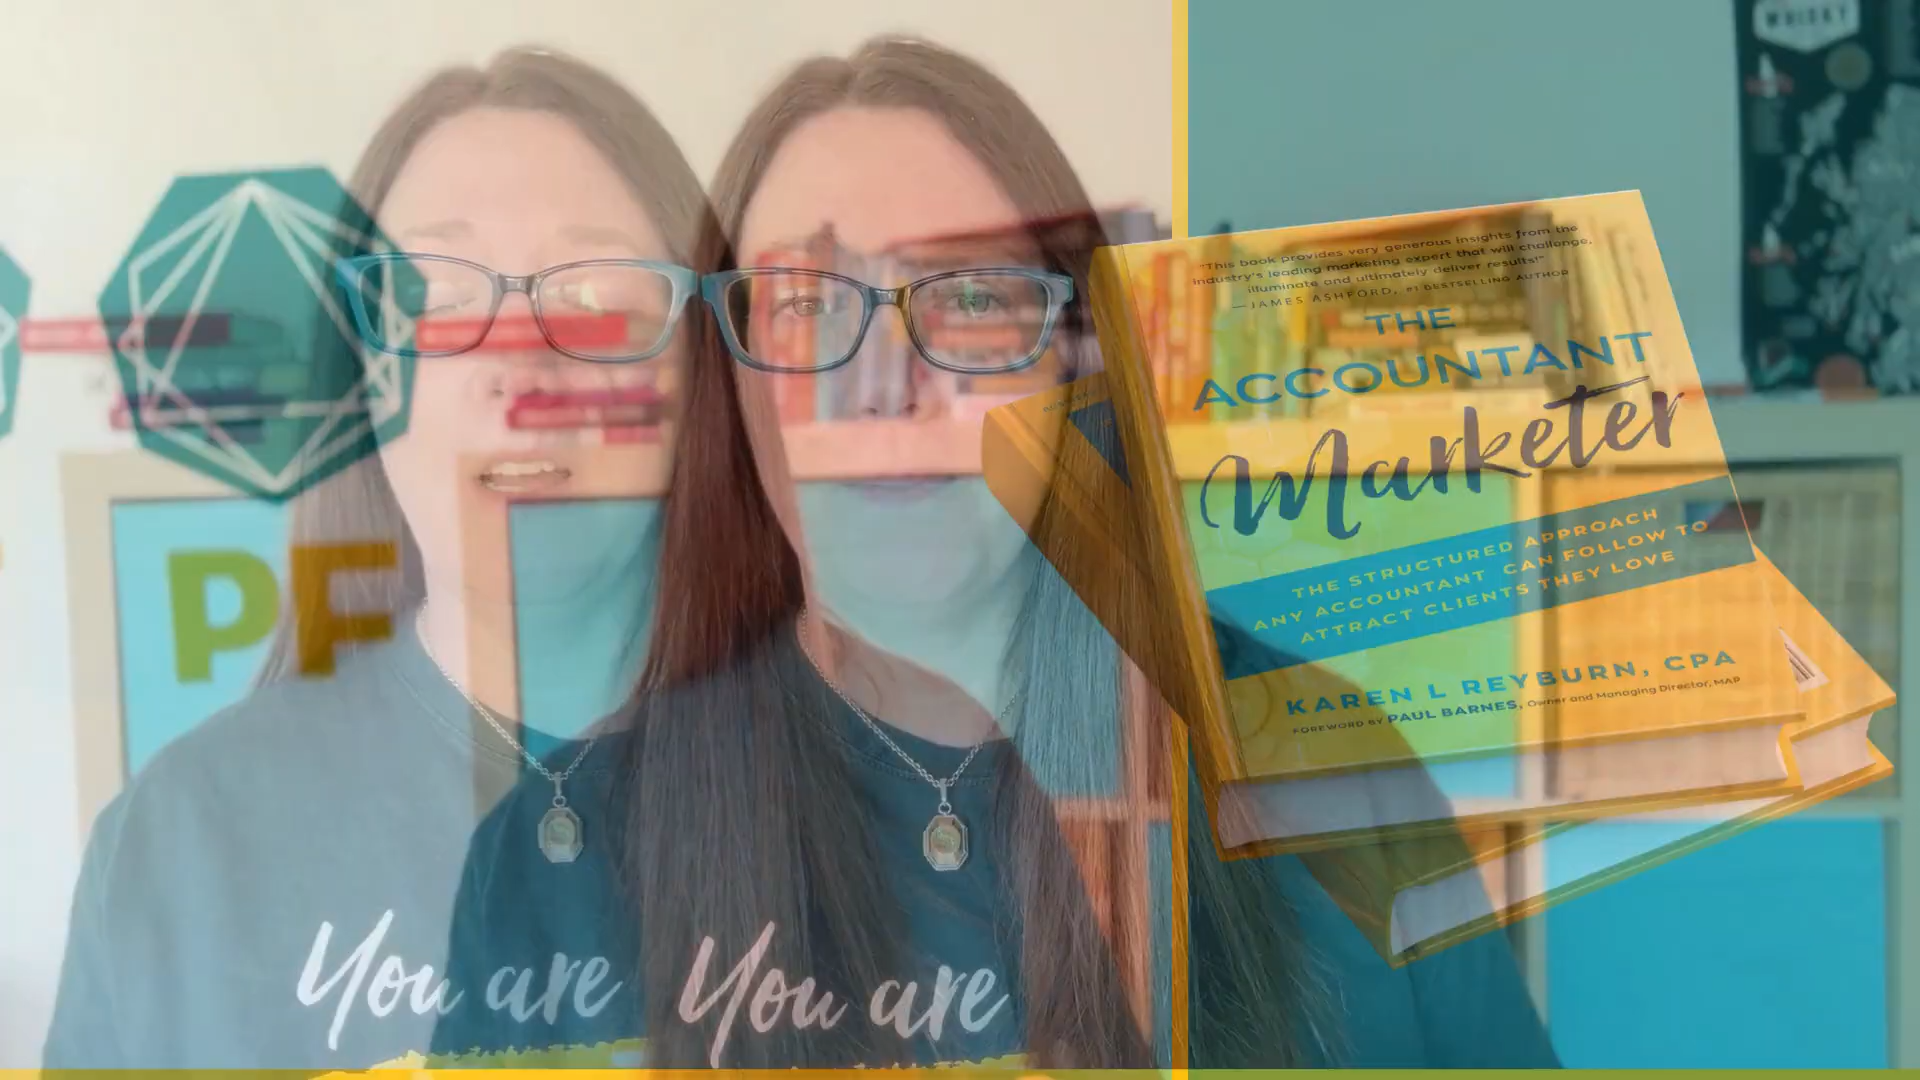 WHISKY
"This book provides very generous insights from the
industry's leading marketing expert that will challenge,
illuminate and ultimately deliver results!"
—JAMES ASHFORD, #1 BESTSELLING AUTHOR
THE
ACCOUNTANT
Marketer
THE STRUCTURED APPROACH
ANY ACCOUNTANT CAN FOLLOW TO
ATTRACT CLIENTS THEY LOVE
KAREN L REYBURN, CPA
Owner and Managing Director, MAP
FOREWORD BY PAUL BARNES,
PF
You are
You are